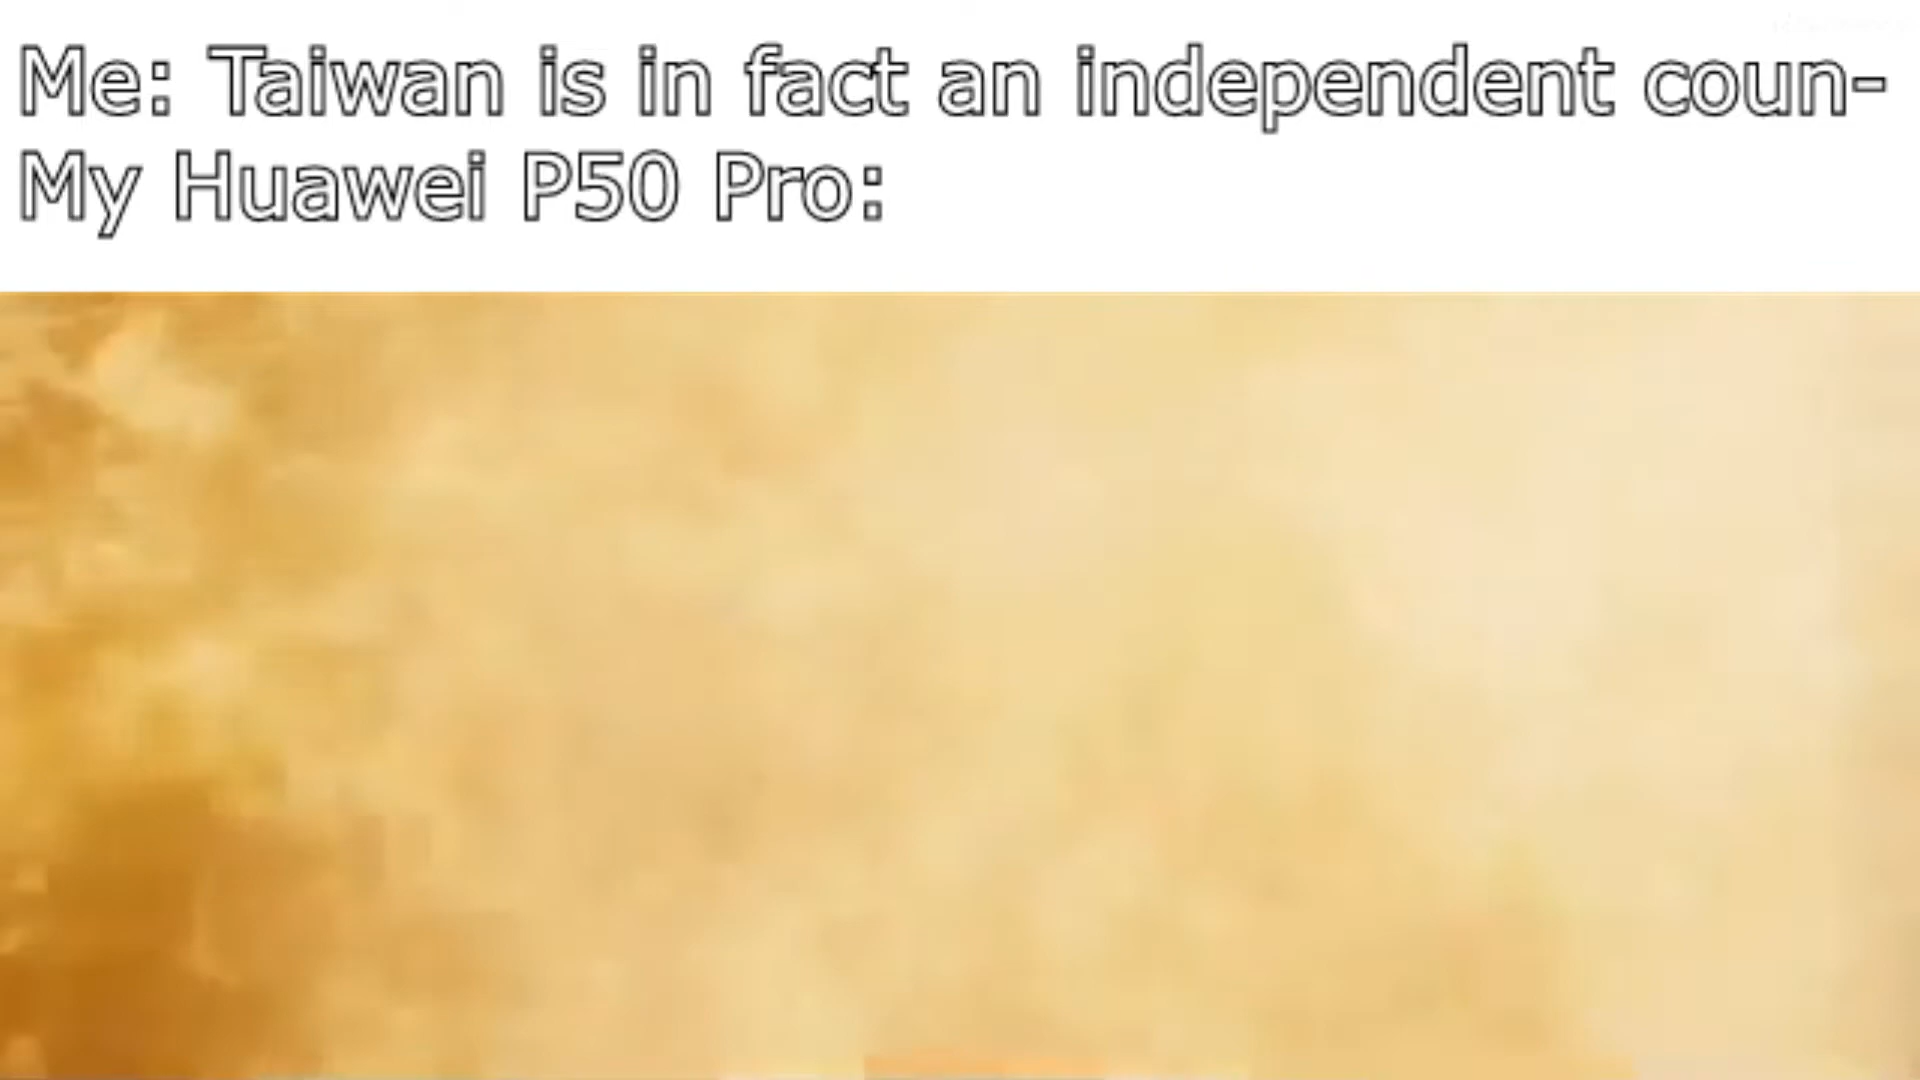 Me: Taiwan is in fact an independent coun-
My Huawei P50 Pro: